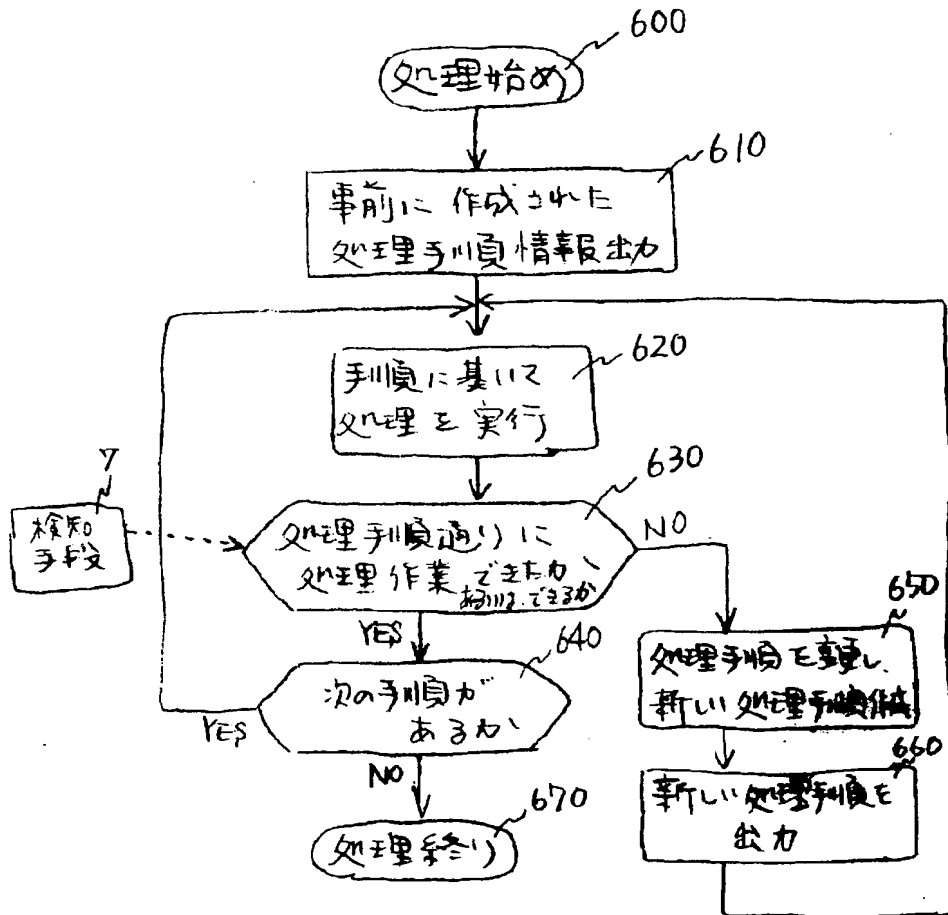 600
処理始め
610
事前に作成された
処理手順情報出力
620
手順に基いて
処理を実行
7
検知
手段
630
処理手順通りに
処理作業できたか、
あるいは、できるか
NO
YES
640
次の手順が
あるか
YES
NO
650
処理手順を変更し、
新しい処理手順作成
660
新しい処理手順を
出力
670
処理終り